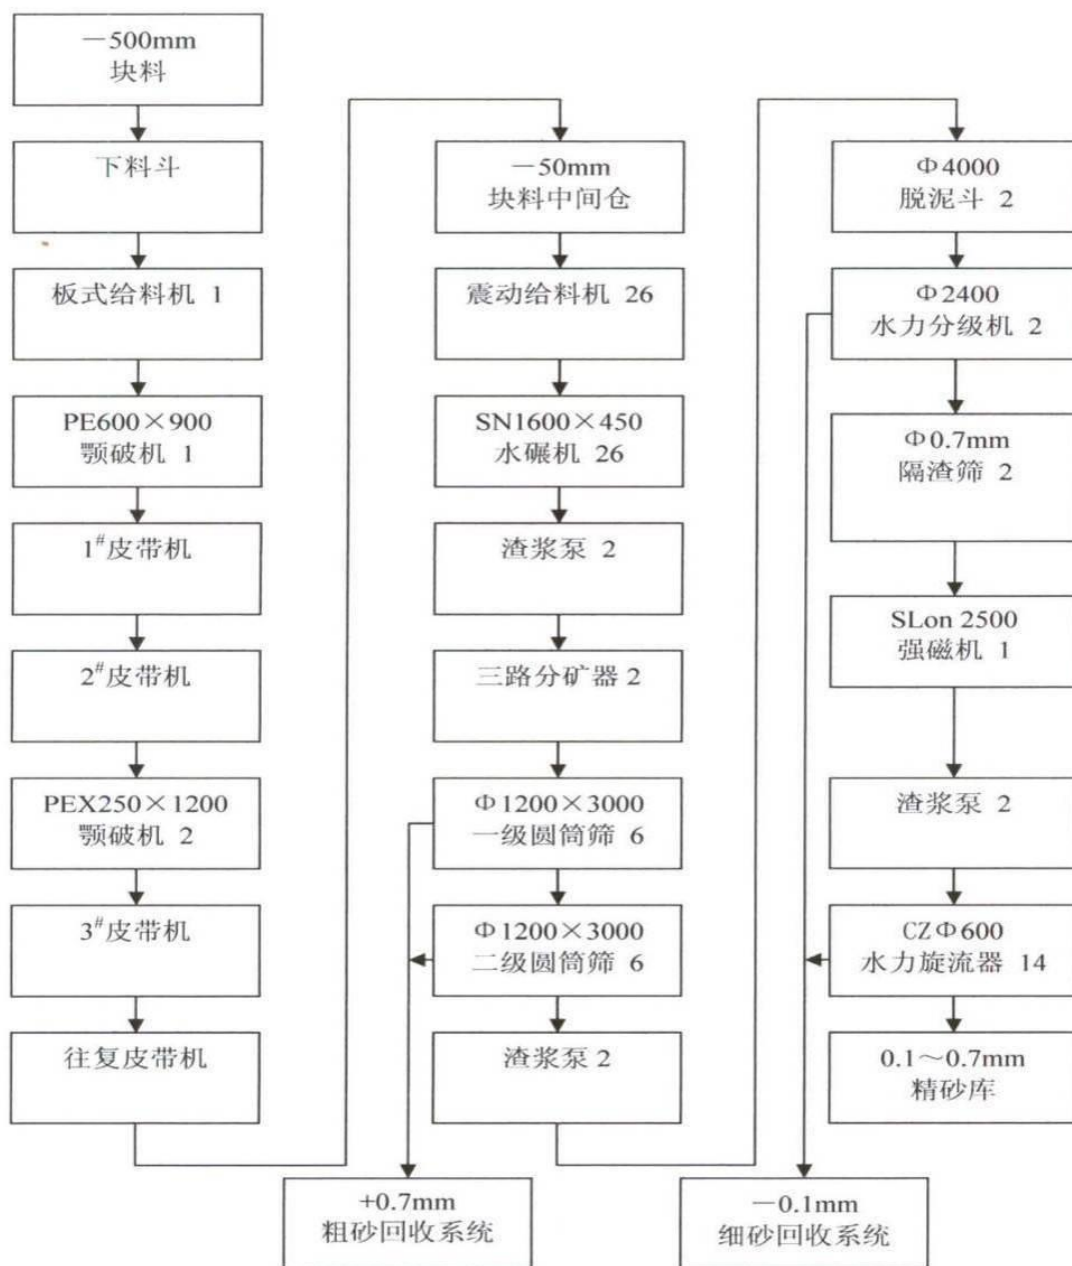 －500mm
块料
下料斗
板式给料机 1
PE600×900
颚破机 1
1#皮带机
2#皮带机
PEX250×1200
颚破机 2
3#皮带机
往复皮带机
－50mm
块料中间仓
震动给料机 26
SN1600×450
水碾机 26
渣浆泵 2
三路分矿器 2
Φ1200×3000
一级圆筒筛 6
Φ1200×3000
二级圆筒筛 6
渣浆泵 2
+0.7mm
粗砂回收系统
Φ4000
脱泥斗 2
Φ2400
水力分级机 2
Φ0.7mm
隔渣筛 2
SLon 2500
强磁机 1
渣浆泵 2
CZΦ600
水力旋流器 14
0.1～0.7mm
精砂库
－0.1mm
细砂回收系统